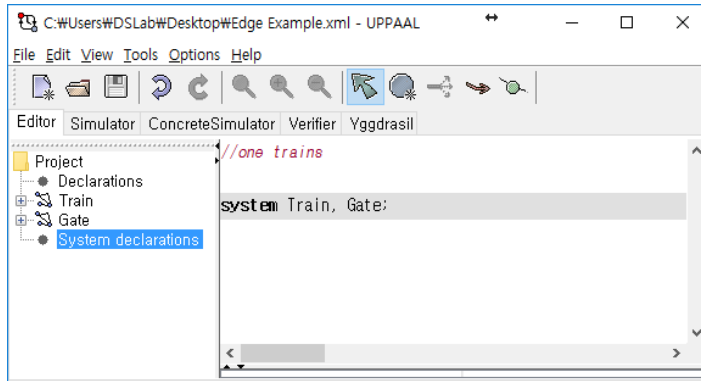 C:₩Users₩DSLab₩Desktop₩Edge Example.xml - UPPAAL
File Edit View Tools Options Help
Editor Simulator ConcreteSimulator Verifier Yggdrasil
Project
Declarations
Train
Gate
System declarations
//one trains
system Train, Gate;